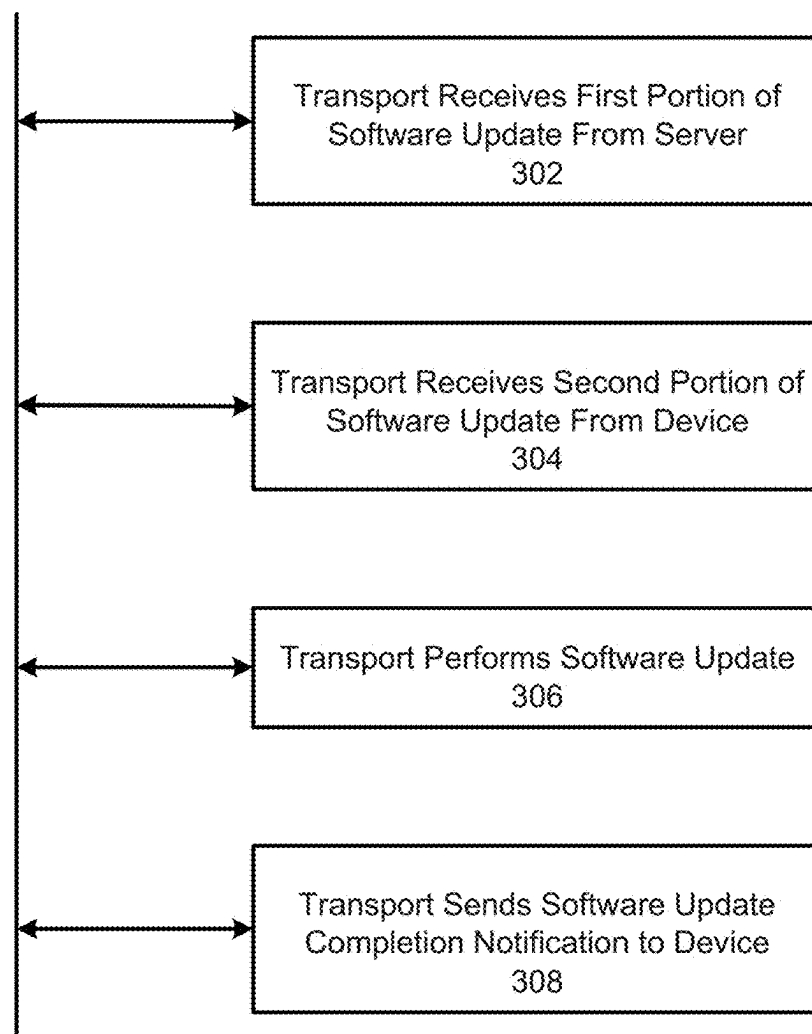 Transport Receives First Portion of
Software Update From Server
302
Transport Receives Second Portion of
Software Update From Device
304
Transport Performs Software Update
306
Transport Sends Software Update
Completion Notification to Device
308